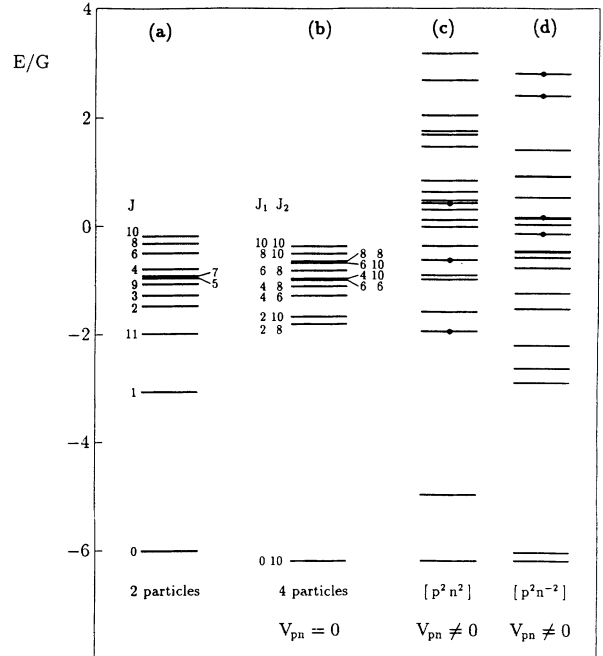 4
(a) (b) (c) (d)
E/G
2
J
J₁ J₂
0
10
8
6
4
7
9
5
3
2
11
1
0
10 10
8 10
8 8
6 10
6 8
4 10
4 8
6 6
4 6
2 10
2 8
0 10
−2
−4
−6
2 particles
4 particles
[p²n²]
[p²n⁻²]
Vpn = 0
Vpn ≠ 0
Vpn ≠ 0